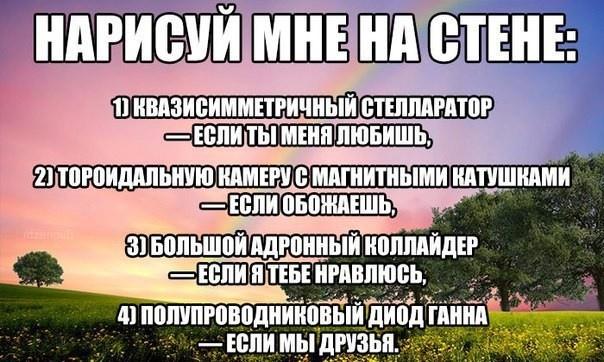 НАРИСУЙ МНЕ НА СТЕНЕ:
1) КВАЗИСИММЕТРИЧНЫЙ СТЕЛЛАРАТОР
— ЕСЛИ ТЫ МЕНЯ ЛЮБИШЬ,
2) ТОРОИДАЛЬНУЮ КАМЕРУ С МАГНИТНЫМИ КАТУШКАМИ
— ЕСЛИ ОБОЖАЕШЬ,
3) БОЛЬШОЙ АДРОННЫЙ КОЛЛАЙДЕР
— ЕСЛИ Я ТЕБЕ НРАВЛЮСЬ,
4) ПОЛУПРОВОДНИКОВЫЙ ДИОД ГАННА
— ЕСЛИ МЫ ДРУЗЬЯ.